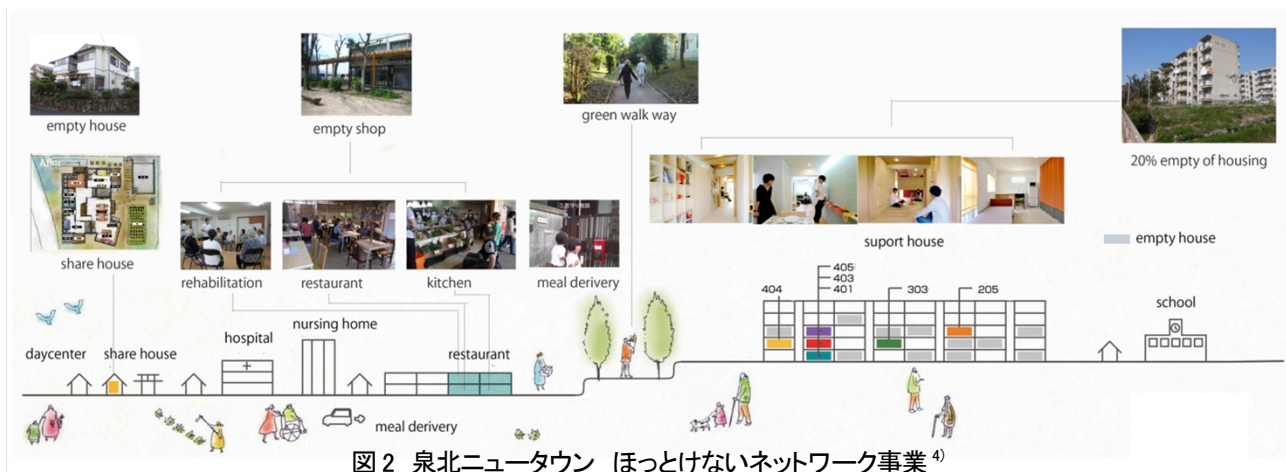 empty house
empty shop
green walk way
20% empty of housing
After
share house
rehabilitation
restaurant
kitchen
meal derivery
suport house
empty house
405
403
401
404
303
205
school
daycenter
share house
hospital
nursing home
restaurant
meal derivery
図 2 泉北ニュータウン ほっとけないネットワーク事業 4)